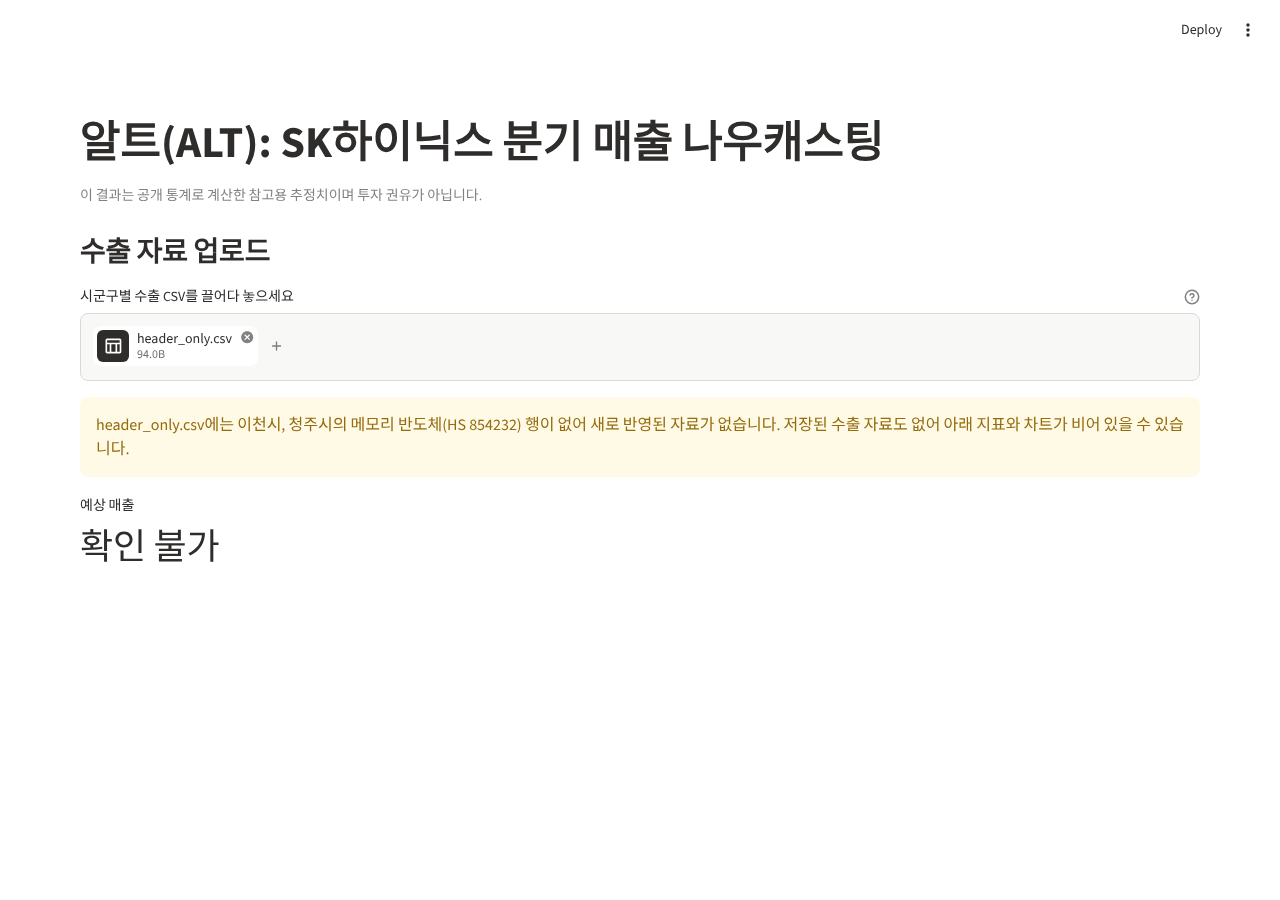 Deploy
알트(ALT): SK하이닉스 분기 매출 나우캐스팅
이 결과는 공개 통계로 계산한 참고용 추정치이며 투자 권유가 아닙니다.
수출 자료 업로드
시군구별 수출 CSV를 끌어다 놓으세요
header_only.csv
94.0B
header_only.csv에는 이천시, 청주시의 메모리 반도체(HS 854232) 행이 없어 새로 반영된 자료가 없습니다. 저장된 수출 자료도 없어 아래 지표와 차트가 비어 있을 수 있습
니다.
예상 매출
확인 불가